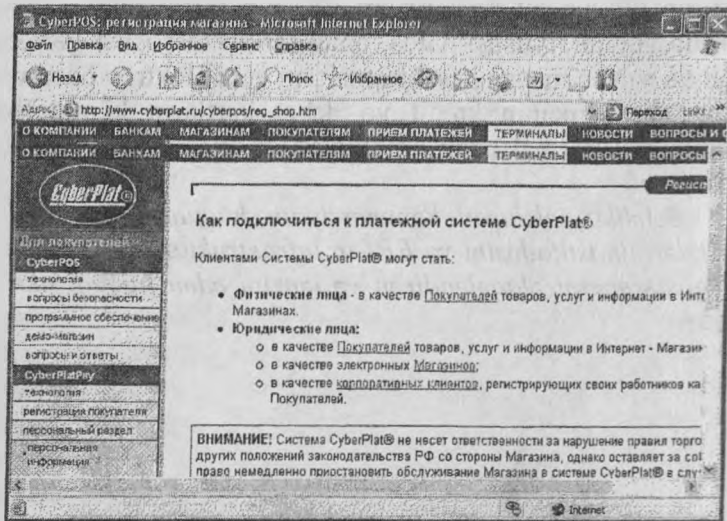 CyberPOS: регистрация магазина - Microsoft Internet Explorer
Файл Правка Вид Избранное Сервис Справка
Назад Поиск Избранное
Адрес: http://www.cyberplat.ru/cyberpos/reg_shop.htm Переход
О КОМПАНИИ БАНКАМ МАГАЗИНАМ ПОКУПАТЕЛЯМ ПРИЕМ ПЛАТЕЖЕЙ ТЕРМИНАЛЫ НОВОСТИ ВОПРОСЫ И
О КОМПАНИИ БАНКАМ МАГАЗИНАМ ПОКУПАТЕЛЯМ ПРИЕМ ПЛАТЕЖЕЙ ТЕРМИНАЛЫ НОВОСТИ ВОПРОСЫ
CyberPlat
Для покупателей
CyberPOS
технология
вопросы безопасности
программное обеспечение
демо-магазин
вопросы и ответы
CyberPlatPay
технология
регистрация покупателя
персональный раздел
персональная
информация
Как подключиться к платежной системе CyberPlat®
Клиентами Системы CyberPlat® могут стать:
• Физические лица - в качестве Покупателей товаров, услуг и информации в Инте
Магазинах.
• Юридические лица:
o в качестве Покупателей товаров, услуг и информации в Интернет - Магазин
o в качестве электронных Магазинов;
o в качестве корпоративных клиентов, регистрирующих своих работников ка
Покупателей.
ВНИМАНИЕ! Система CyberPlat® не несет ответственности за нарушение правил торго
других положений законодательства РФ со стороны Магазина, однако оставляет за соб
право немедленно приостановить обслуживание Магазина в системе CyberPlat® в слу
Internet